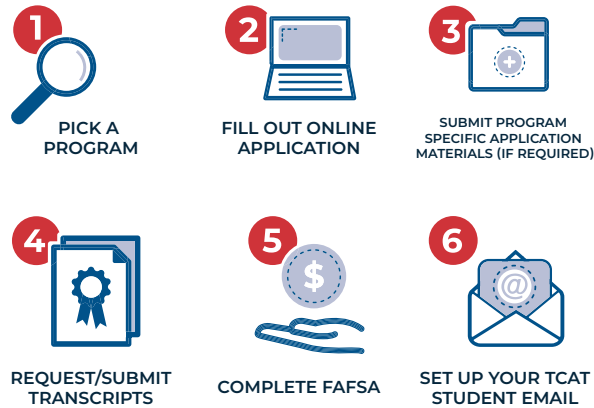 1
PICK A
PROGRAM
2
FILL OUT ONLINE
APPLICATION
3
SUBMIT PROGRAM
SPECIFIC APPLICATION
MATERIALS (IF REQUIRED)
4
REQUEST/SUBMIT
TRANSCRIPTS
5
$
COMPLETE FAFSA
6
@
SET UP YOUR TCAT
STUDENT EMAIL